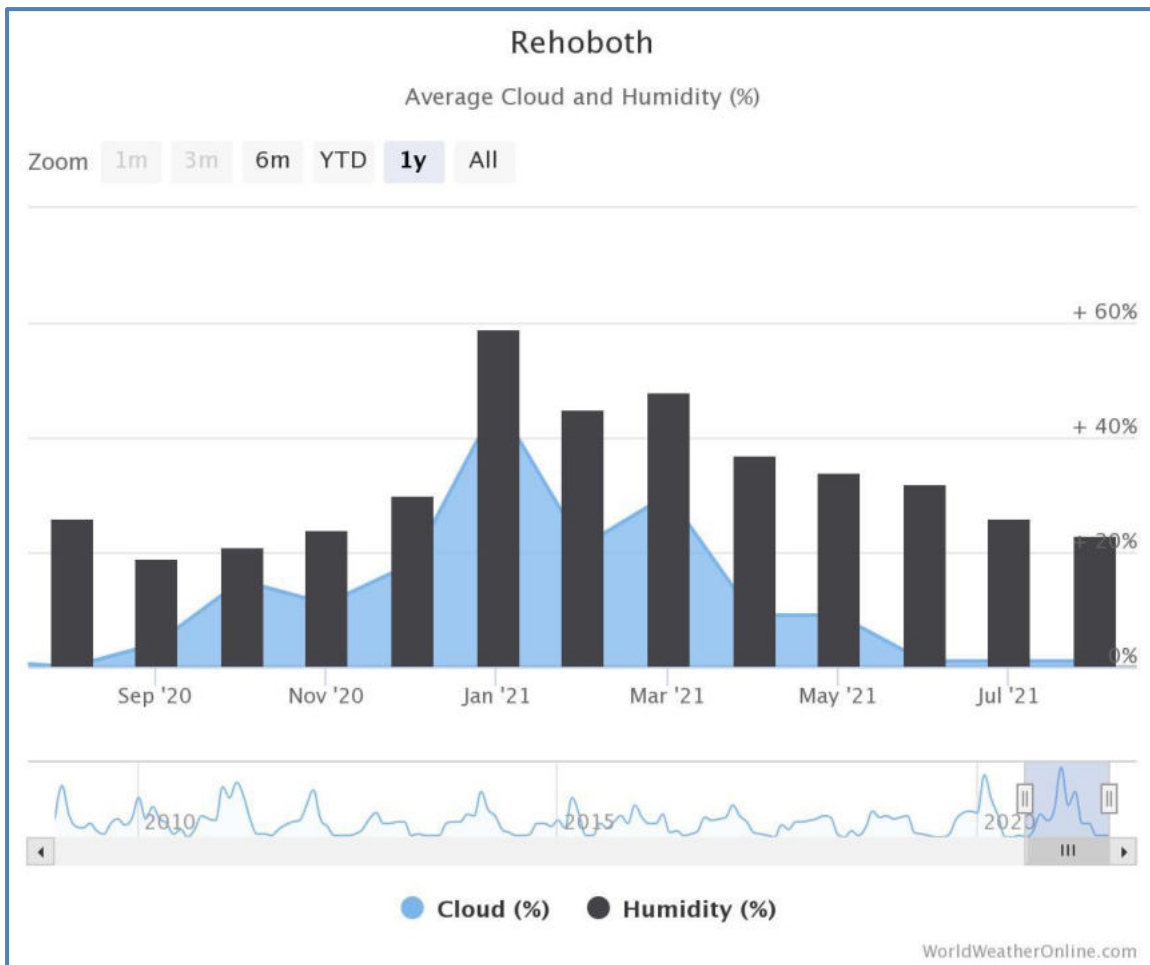 Rehoboth
Average Cloud and Humidity (%)
Zoom 1m 3m 6m YTD 1y All
+ 60%
+ 40%
+ 20%
0%
Sep '20 Nov '20 Jan '21 Mar '21 May '21 Jul '21
2010 2015 2020
Cloud (%) Humidity (%)
WorldWeatherOnline.com